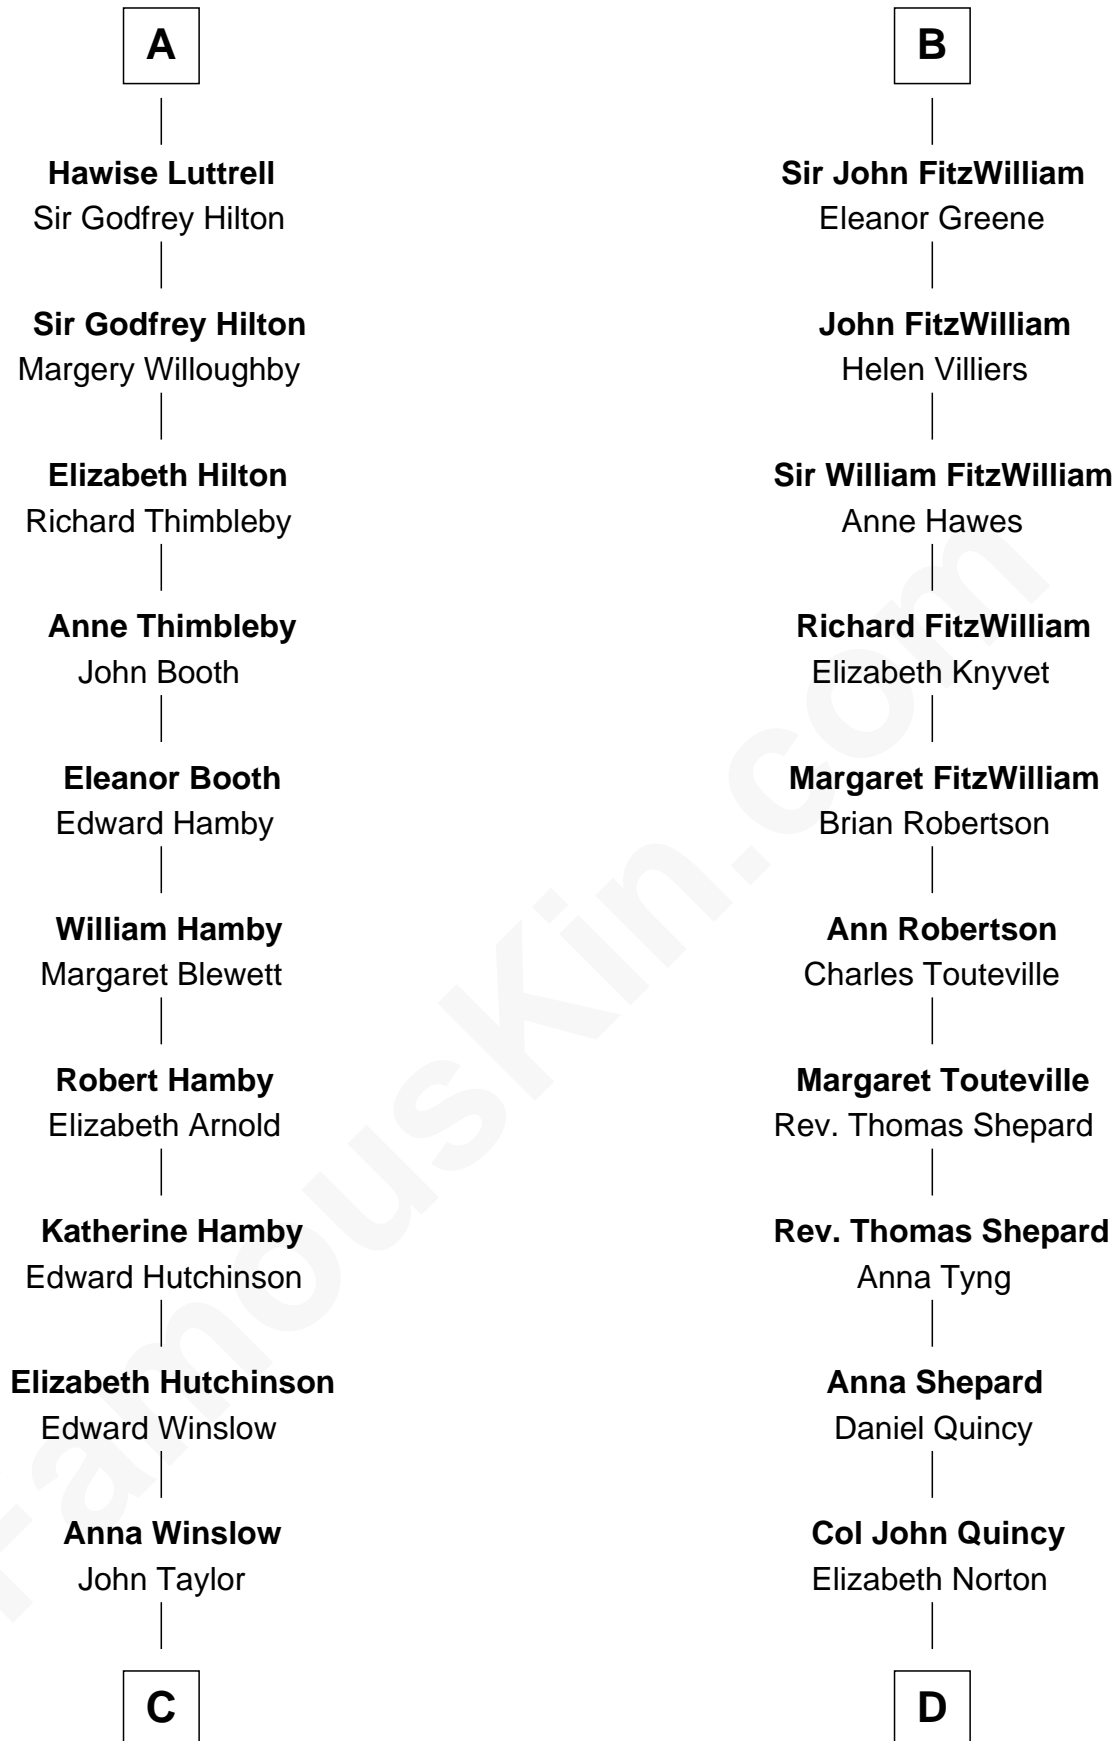 A
Hawise Luttrell
Sir Godfrey Hilton
Sir Godfrey Hilton
Margery Willoughby
Elizabeth Hilton
Richard Thimbleby
Anne Thimbleby
John Booth
Eleanor Booth
Edward Hamby
William Hamby
Margaret Blewett
Robert Hamby
Elizabeth Arnold
Katherine Hamby
Edward Hutchinson
Elizabeth Hutchinson
Edward Winslow
Anna Winslow
John Taylor
C
B
Sir John FitzWilliam
Eleanor Greene
John FitzWilliam
Helen Villiers
Sir William FitzWilliam
Anne Hawes
Richard FitzWilliam
Elizabeth Knyvet
Margaret FitzWilliam
Brian Robertson
Ann Robertson
Charles Touteville
Margaret Touteville
Rev. Thomas Shepard
Rev. Thomas Shepard
Anna Tyng
Anna Shepard
Daniel Quincy
Col John Quincy
Elizabeth Norton
D
FamousKin.com